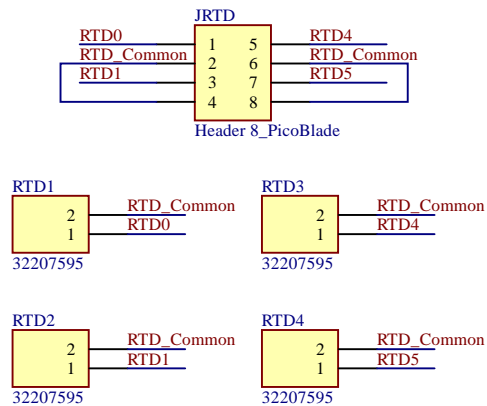 JRTD
RTD0 1 5 RTD4
RTD_Common 2 6 RTD_Common
RTD1 3 7 RTD5
4 8
Header 8_PicoBlade
RTD1 RTD3
2 RTD_Common 2 RTD_Common
1 RTD0 1 RTD4
32207595 32207595
RTD2 RTD4
2 RTD_Common 2 RTD_Common
1 RTD1 1 RTD5
32207595 32207595